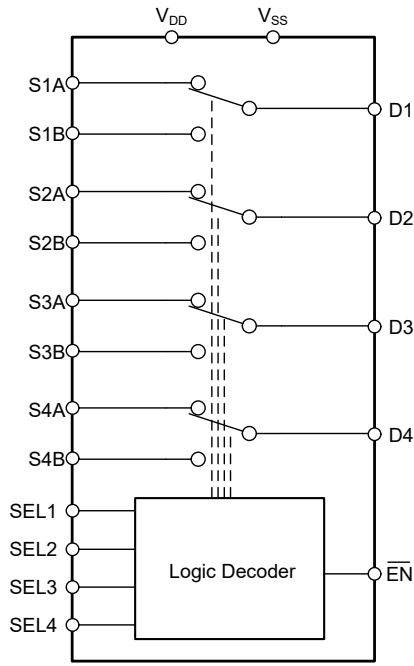 VDD VSS
S1A
D1
S1B
S2A
D2
S2B
S3A
D3
S3B
S4A
D4
S4B
SEL1
SEL2
Logic Decoder
EN
SEL3
SEL4